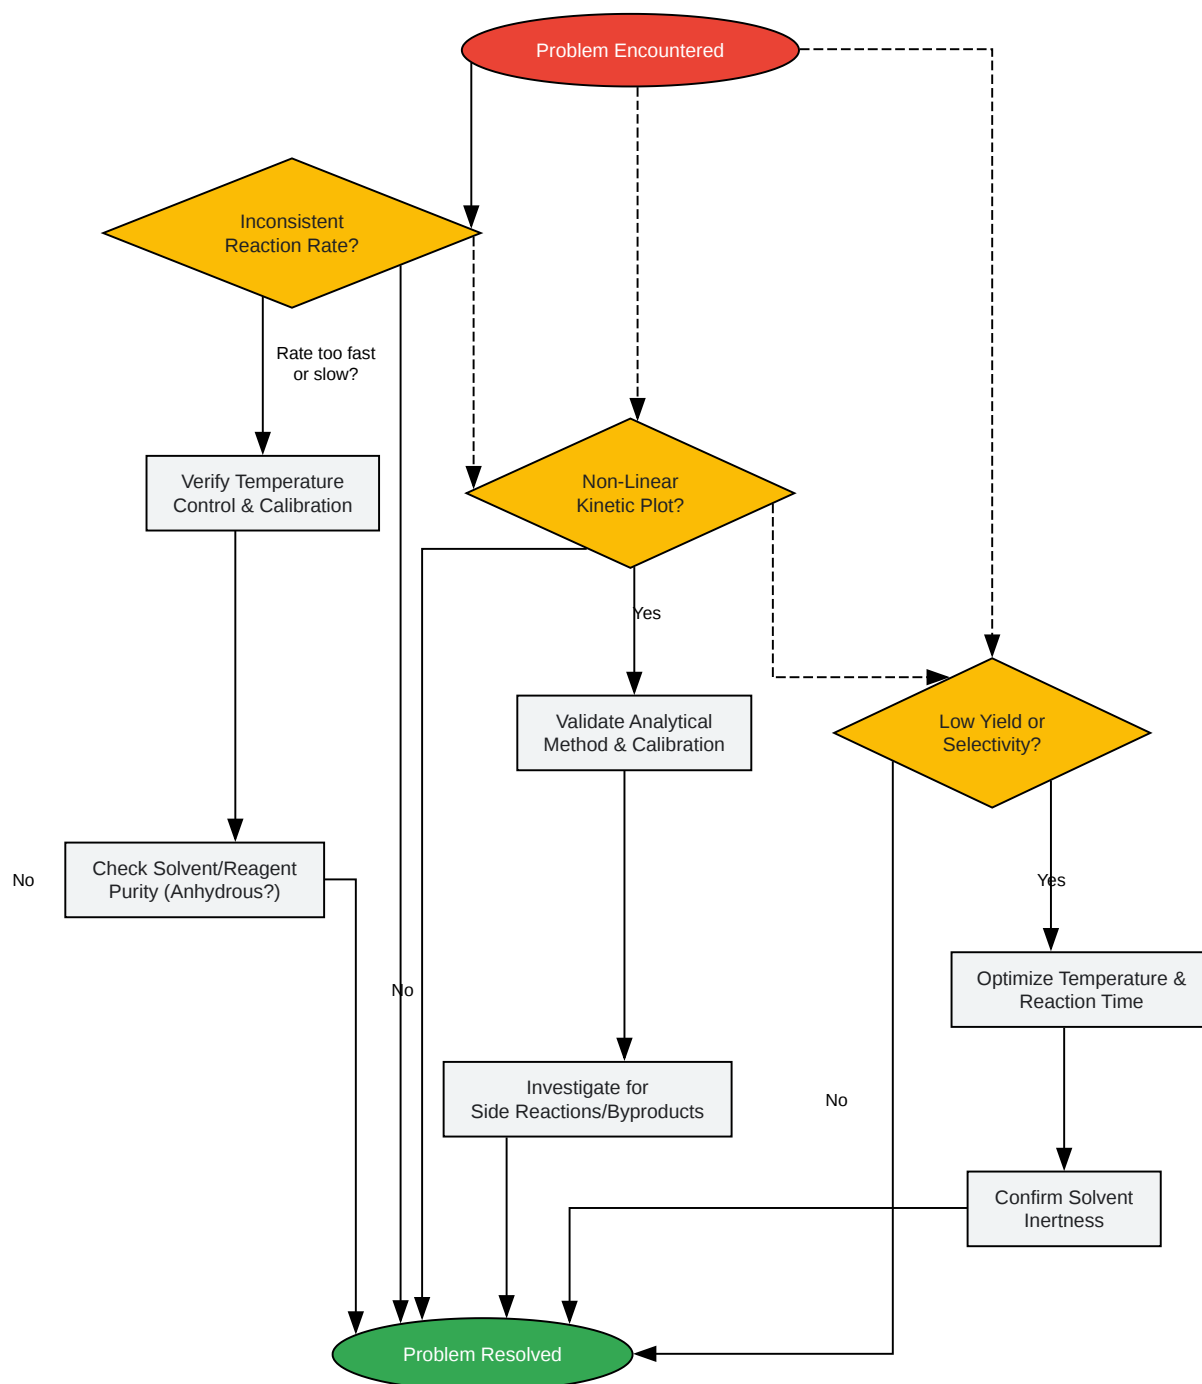 Problem Encountered
Inconsistent
Reaction Rate?
Rate too fast
or slow?
Verify Temperature
Control & Calibration
Non-Linear
Kinetic Plot?
Yes
Validate Analytical
Method & Calibration
Low Yield or
Selectivity?
No
Check Solvent/Reagent
Purity (Anhydrous?)
Yes
No
Optimize Temperature &
Reaction Time
Investigate for
Side Reactions/Byproducts
No
Confirm Solvent
Inertness
Problem Resolved